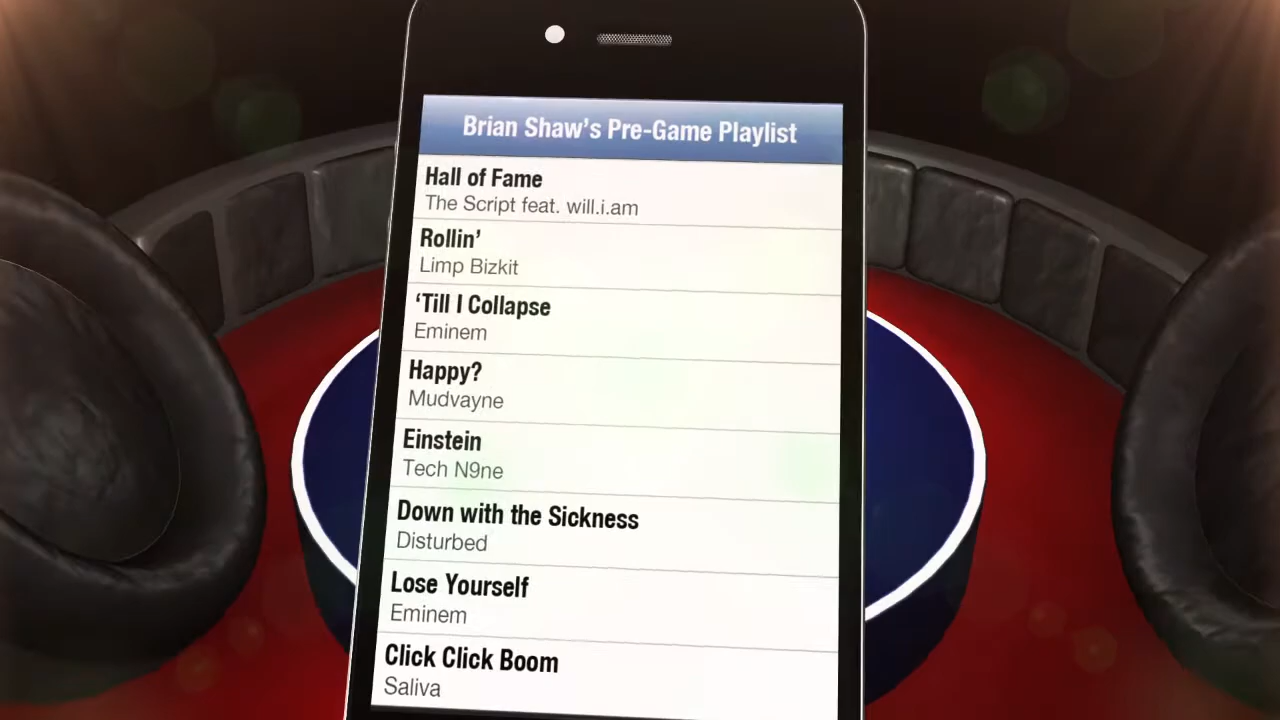 Brian Shaw’s Pre-Game Playlist
Hall of Fame
The Script feat. will.i.am
Rollin’
Limp Bizkit
‘Till I Collapse
Eminem
Happy?
Mudvayne
Einstein
Tech N9ne
Down with the Sickness
Disturbed
Lose Yourself
Eminem
Click Click Boom
Saliva